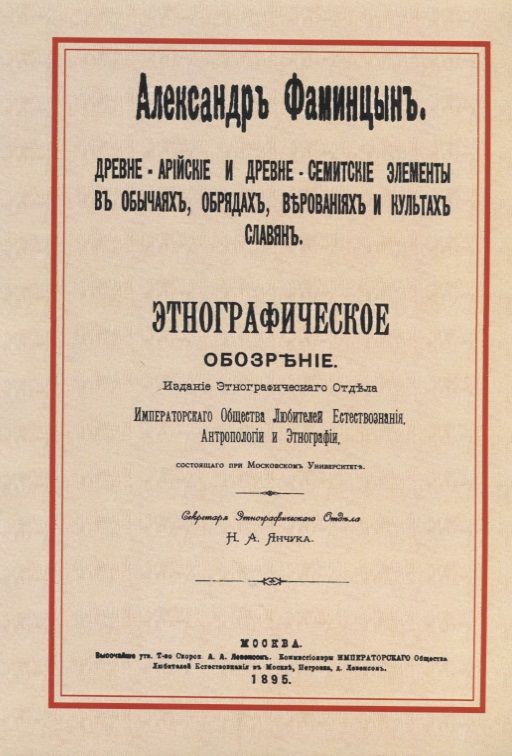 Александръ Фаминцынъ.
ДРЕВНЕ - АРІЙСКІЕ И ДРЕВНЕ - СЕМИТСКІЕ ЭЛЕМЕНТЫ
ВЪ ОБЫЧАЯХЪ, ОБРЯДАХЪ, ВѢРОВАНІЯХЪ И КУЛЬТАХЪ
СЛАВЯНЪ.
ЭТНОГРАФИЧЕСКОЕ
ОБОЗРѢНІЕ.
Изданіе Этнографическаго Отдѣла
Императорскаго Общества Любителей Естествознанія,
Антропологіи и Этнографіи,
состоящаго при Московскомъ Университетѣ.
Секретаря Этнографическаго Отдѣла
Н. А. Янчука.
МОСКВА.
Высочайше утв. Т-во Скороп. А. А. Левенсонъ. Коммиссіонеры ИМПЕРАТОРСКАГО Общества
Любителей Естествознанія въ Москвѣ, Петровка, д. Левенсонъ.
1895.